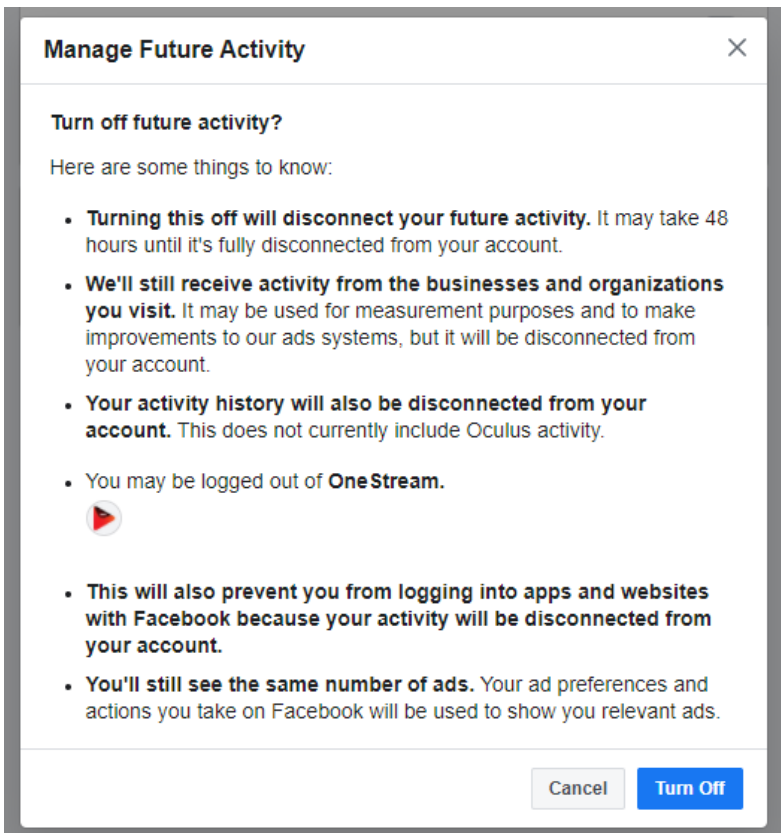 Manage Future Activity
Turn off future activity?
Here are some things to know:
• Turning this off will disconnect your future activity. It may take 48
hours until it's fully disconnected from your account.
• We'll still receive activity from the businesses and organizations
you visit. It may be used for measurement purposes and to make
improvements to our ads systems, but it will be disconnected from
your account.
• Your activity history will also be disconnected from your
account. This does not currently include Oculus activity.
• You may be logged out of OneStream.
• This will also prevent you from logging into apps and websites
with Facebook because your activity will be disconnected from
your account.
• You'll still see the same number of ads. Your ad preferences and
actions you take on Facebook will be used to show you relevant ads.
Cancel
Turn Off